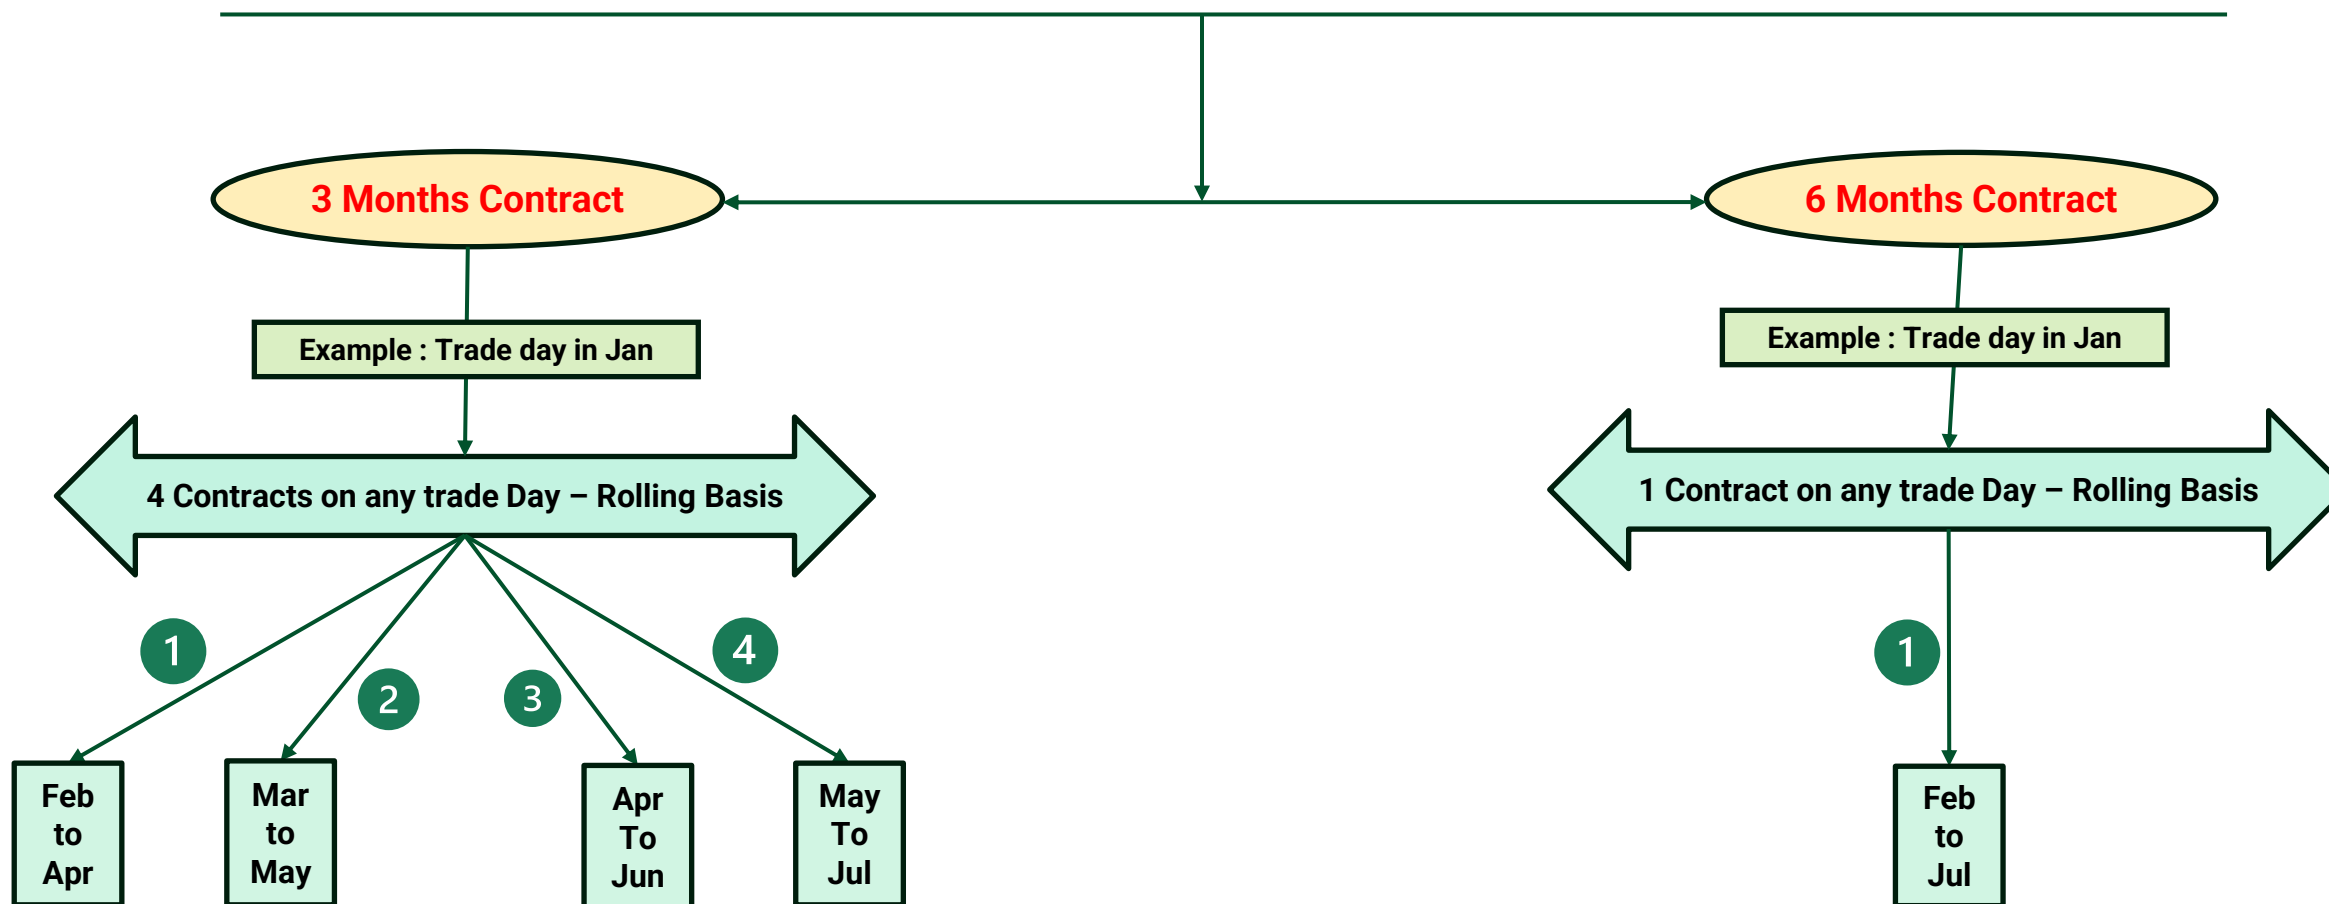 3 Months Contract
6 Months Contract
Example : Trade day in Jan
Example : Trade day in Jan
4 Contracts on any trade Day – Rolling Basis
1 Contract on any trade Day – Rolling Basis
1
2
3
4
1
Feb
to
Apr
Mar
to
May
Apr
To
Jun
May
To
Jul
Feb
to
Jul